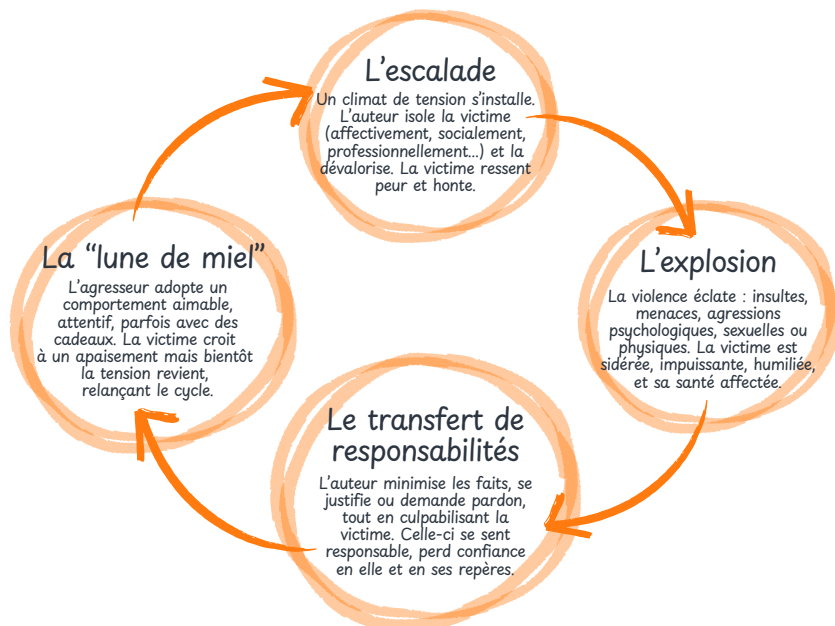 L'escalade
Un climat de tension s'installe.
L'auteur isole la victime
(affectivement, socialement,
professionnellement...) et la
dévalorise. La victime ressent
peur et honte.
L'explosion
La violence éclate : insultes,
menaces, agressions
psychologiques, sexuelles ou
physiques. La victime est
sidérée, impuissante, humiliée,
et sa santé affectée.
Le transfert de
responsabilités
L'auteur minimise les faits, se
justifie ou demande pardon,
tout en culpabilisant la
victime. Celle-ci se sent
responsable, perd confiance
en elle et en ses repères.
La “lune de miel”
L'agresseur adopte un
comportement aimable,
attentif, parfois avec des
cadeaux. La victime croit
à un apaisement mais bientôt
la tension revient,
relançant le cycle.